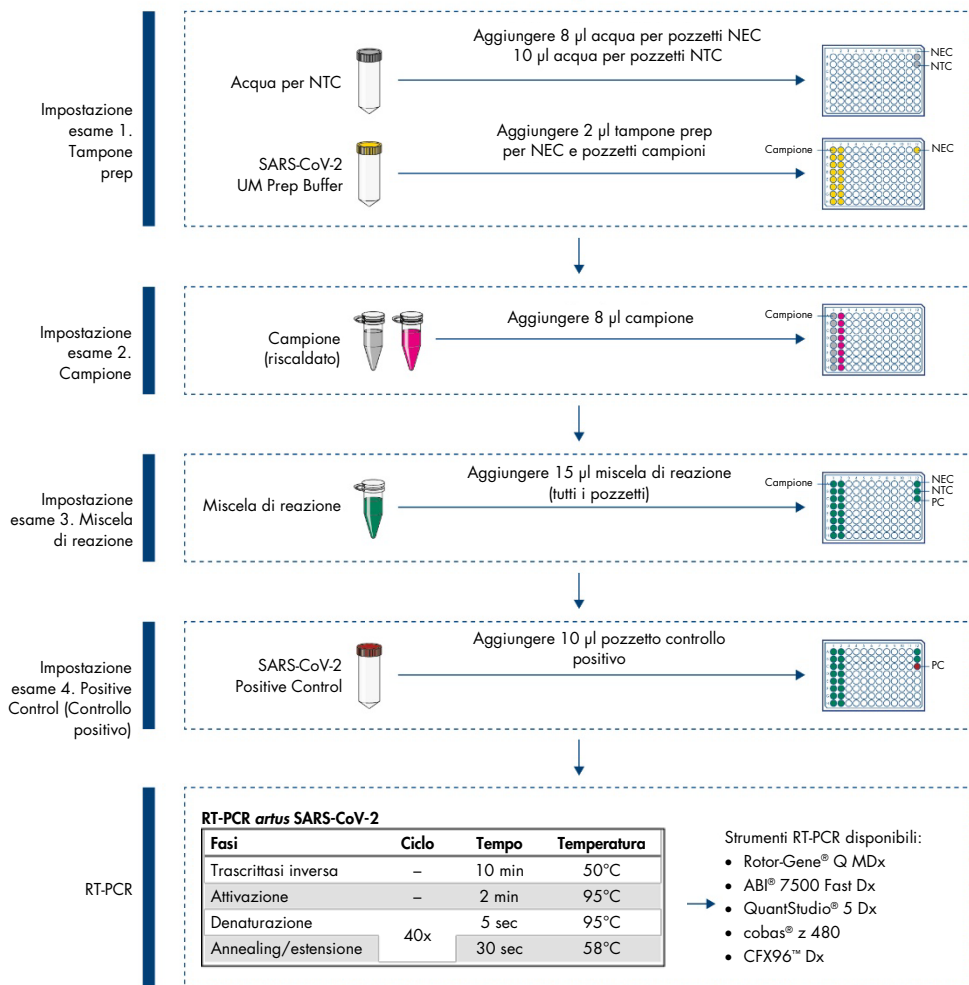 Impostazione
esame 1.
Tampone
prep
Acqua per NTC
Aggiungere 8 µl acqua per pozzetti NEC
10 µl acqua per pozzetti NTC
NEC
NTC
SARS-CoV-2
UM Prep Buffer
Aggiungere 2 µl tampone prep
per NEC e pozzetti campioni
Campione
NEC
Impostazione
esame 2.
Campione
Campione
(riscaldato)
Aggiungere 8 µl campione
Campione
Impostazione
esame 3. Miscela
di reazione
Miscela di reazione
Aggiungere 15 µl miscela di reazione
(tutti i pozzetti)
Campione
NEC
NTC
PC
Impostazione
esame 4. Positive
Control (Controllo
positivo)
SARS-CoV-2
Positive Control
Aggiungere 10 µl pozzetto controllo
positivo
PC
RT-PCR
RT-PCR artus SARS-CoV-2
Fasi Ciclo Tempo Temperatura
Trascrittasi inversa – 10 min 50°C
Attivazione – 2 min 95°C
Denaturazione 40x 5 sec 95°C
Annealing/estensione 30 sec 58°C
Strumenti RT-PCR disponibili:
• Rotor-Gene® Q MDx
• ABI® 7500 Fast Dx
• QuantStudio® 5 Dx
• cobas® z 480
• CFX96™ Dx